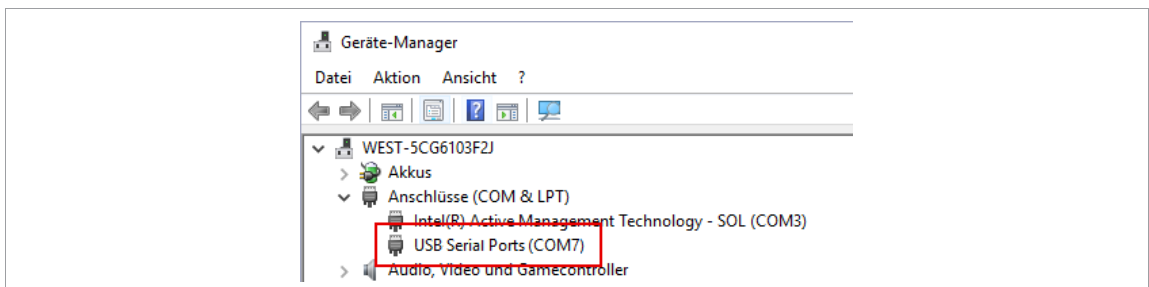 Geräte-Manager
Datei Aktion Ansicht ?
WEST-5CG6103F2J
Akkus
Anschlüsse (COM & LPT)
Intel(R) Active Management Technology - SOL (COM3)
USB Serial Ports (COM7)
Audio, Video und Gamecontroller